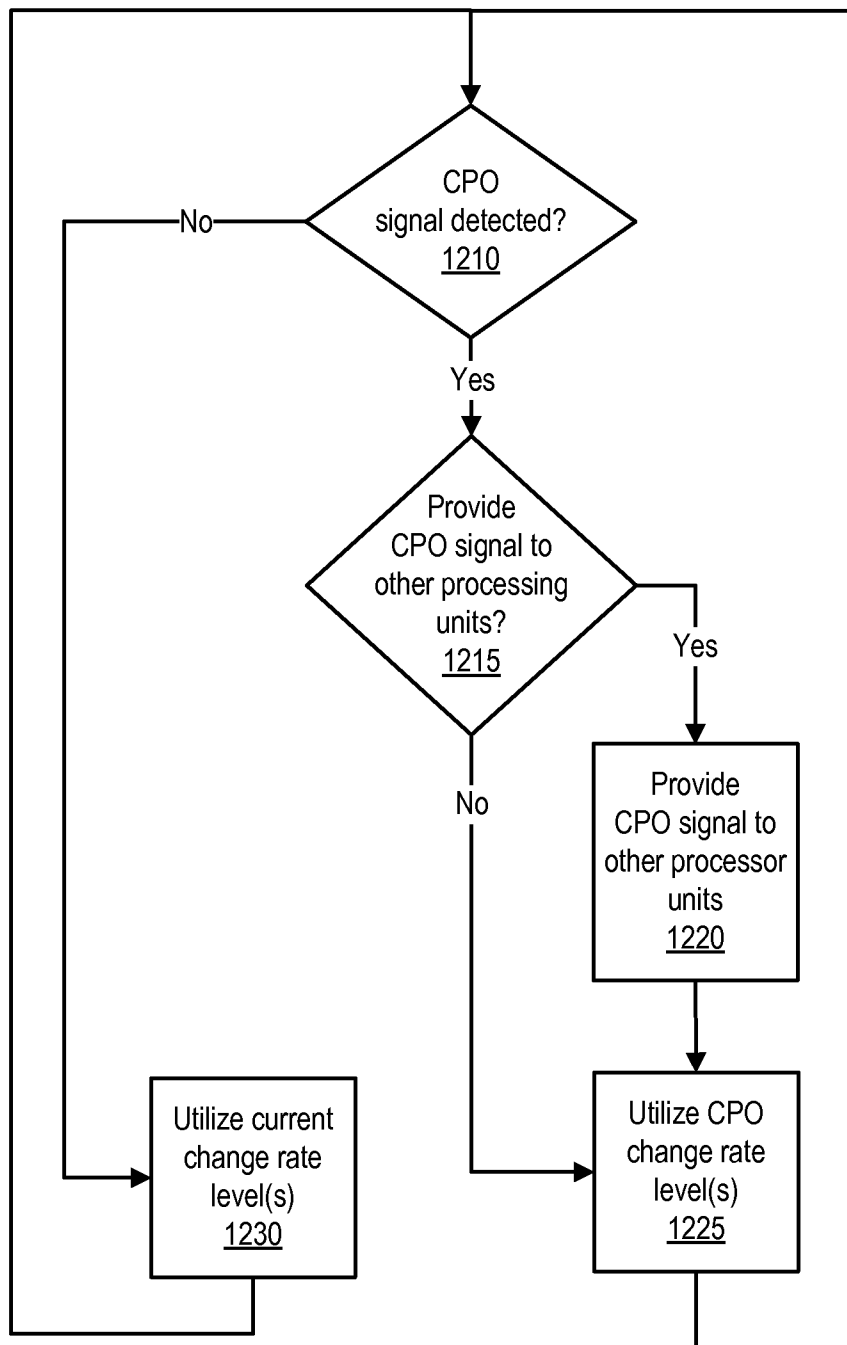 CPO
signal detected?
1210
No
Yes
Provide
CPO signal to
other processing
units?
1215
Yes
No
Provide
CPO signal to
other processor
units
1220
Utilize current
change rate
level(s)
1230
Utilize CPO
change rate
level(s)
1225